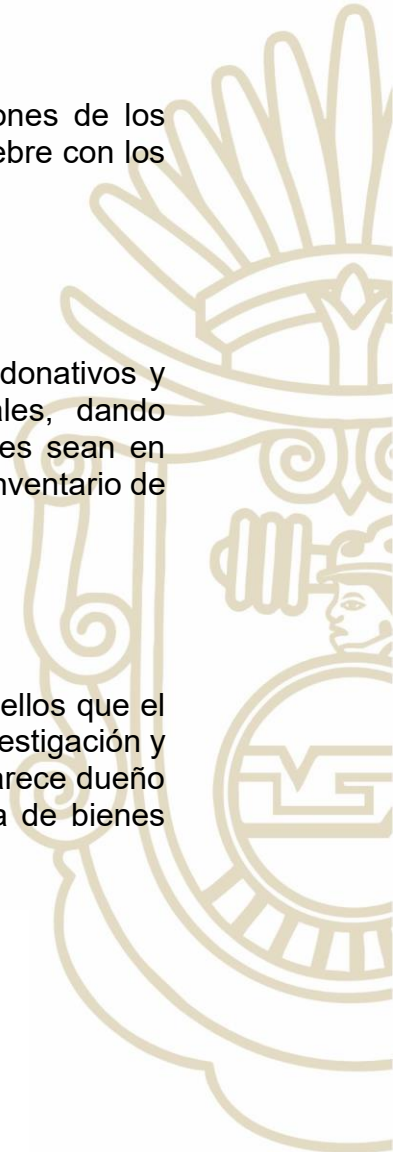 ones de los
ebre con los
donativos y
ales, dando
es sean en
nventario de
ellos que el
estigación y
arece dueño
a de bienes